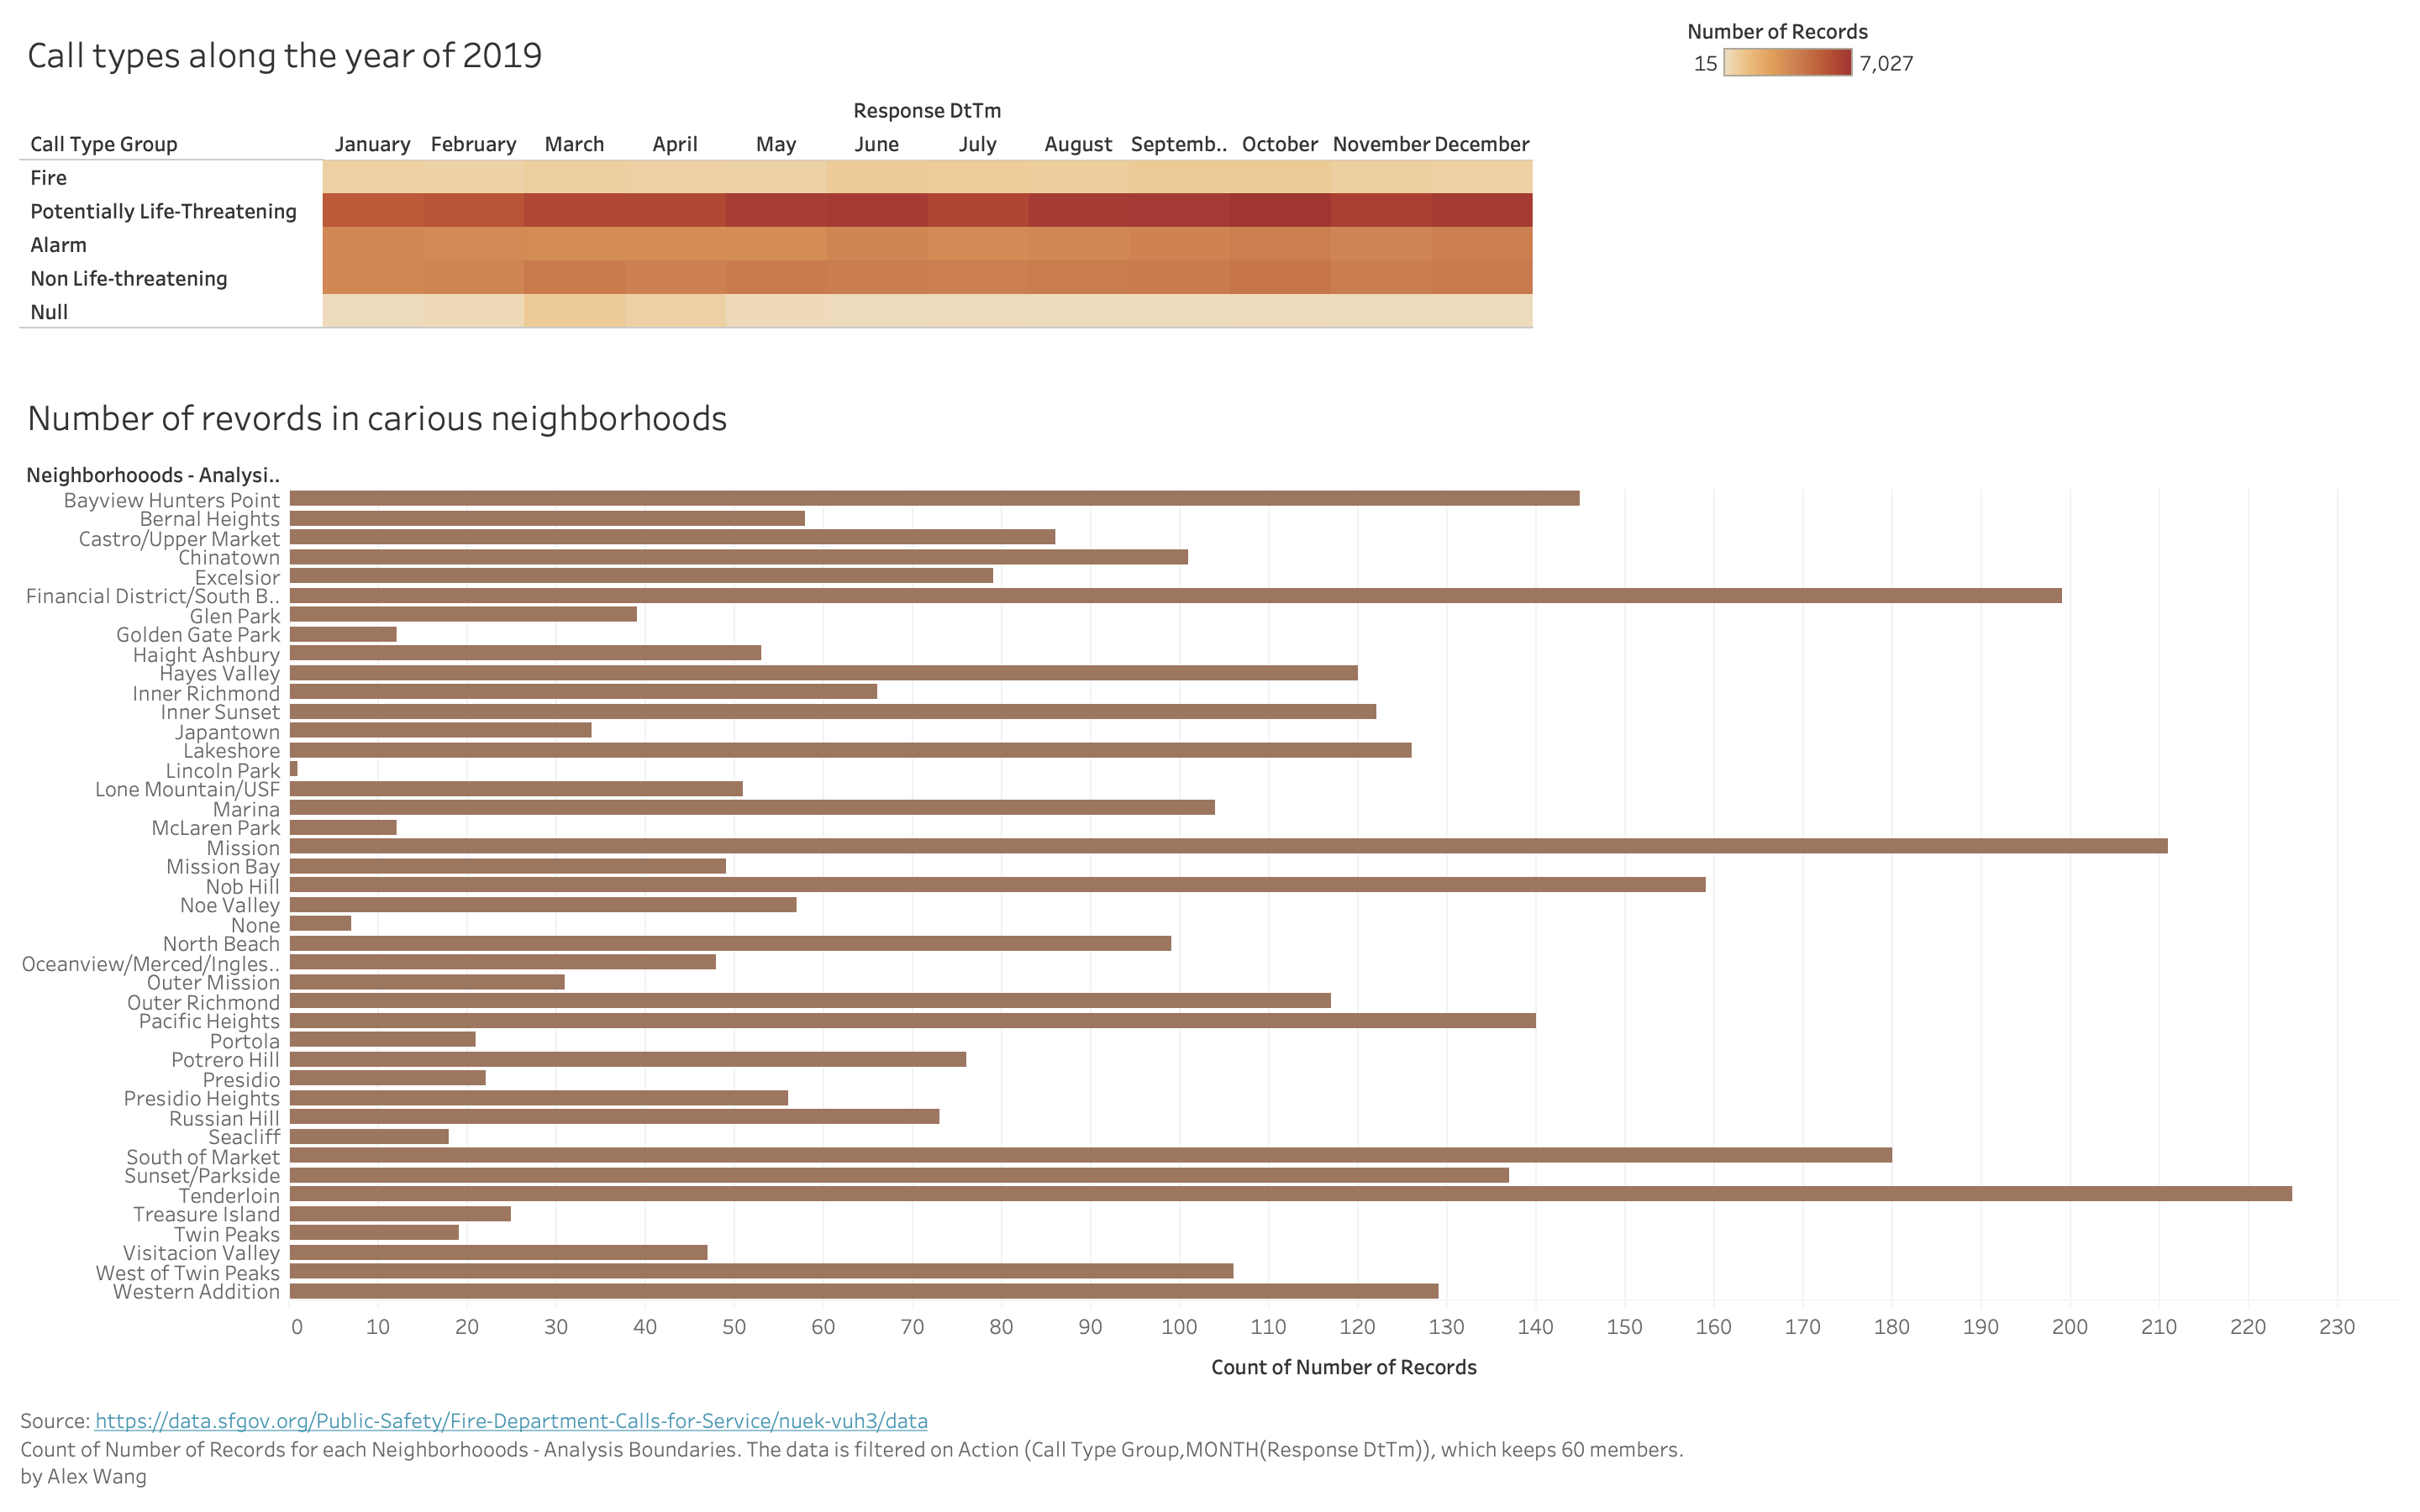 Call types along the year of 2019
Number of Records
15 7,027
Response DtTm
Call Type Group January February March April May June July August Septemb.. October November December
Fire
Potentially Life-Threatening
Alarm
Non Life-threatening
Null
Number of revords in carious neighborhoods
Neighborhooods - Analysi..
Bayview Hunters Point
Bernal Heights
Castro/Upper Market
Chinatown
Excelsior
Financial District/South B..
Glen Park
Golden Gate Park
Haight Ashbury
Hayes Valley
Inner Richmond
Inner Sunset
Japantown
Lakeshore
Lincoln Park
Lone Mountain/USF
Marina
McLaren Park
Mission
Mission Bay
Nob Hill
Noe Valley
None
North Beach
Oceanview/Merced/Ingles..
Outer Mission
Outer Richmond
Pacific Heights
Portola
Potrero Hill
Presidio
Presidio Heights
Russian Hill
Seacliff
South of Market
Sunset/Parkside
Tenderloin
Treasure Island
Twin Peaks
Visitacion Valley
West of Twin Peaks
Western Addition
0 10 20 30 40 50 60 70 80 90 100 110 120 130 140 150 160 170 180 190 200 210 220 230
Count of Number of Records
Source: https://data.sfgov.org/Public-Safety/Fire-Department-Calls-for-Service/nuek-vuh3/data
Count of Number of Records for each Neighborhooods - Analysis Boundaries. The data is filtered on Action (Call Type Group,MONTH(Response DtTm)), which keeps 60 members.
by Alex Wang